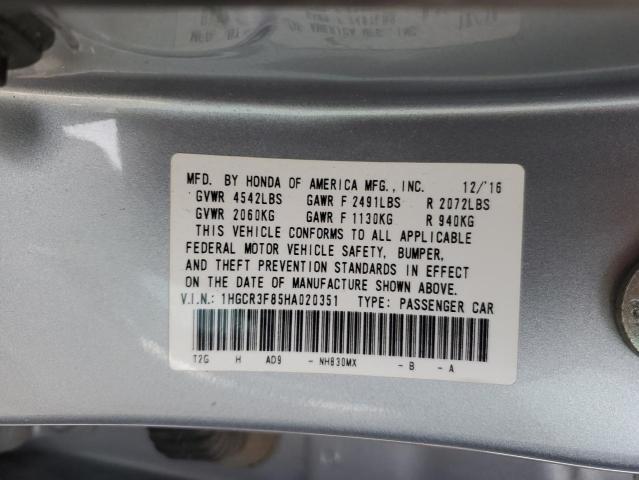 MFD. BY HONDA OF AMERICA MFG., INC. 12/'16
GVWR 4542LBS GAWR F 2491LBS R 2072LBS
GVWR 2060KG GAWR F 1130KG R 940KG
THIS VEHICLE CONFORMS TO ALL APPLICABLE
FEDERAL MOTOR VEHICLE SAFETY, BUMPER,
AND THEFT PREVENTION STANDARDS IN EFFECT
ON THE DATE OF MANUFACTURE SHOWN ABOVE.
V.I.N.: 1HGCR3F85HA020351 TYPE: PASSENGER CAR
T2G H AD9 - NH830MX - B - A